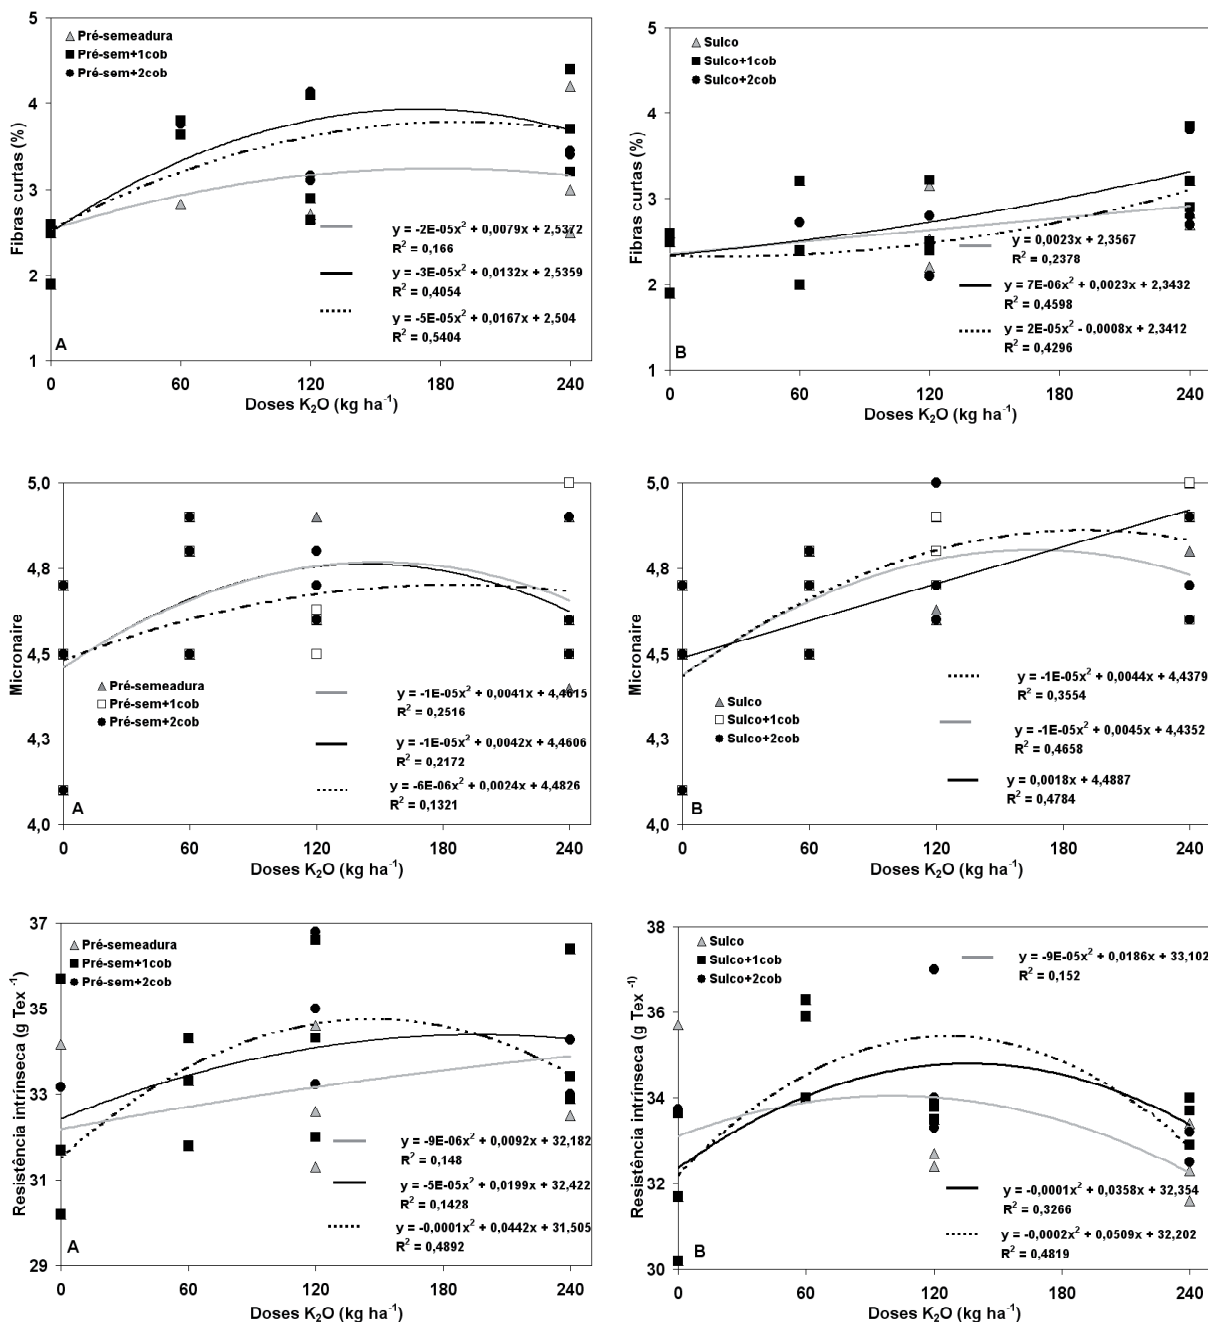 5
4
3
2
1
Fibras curtas (%)
Pré-semeadura
Pré-sem+1cob
Pré-sem+2cob
y = -2E-05x² + 0,0079x + 2,5372
R² = 0,166
y = -3E-05x² + 0,0132x + 2,5359
R² = 0,4054
y = -5E-05x² + 0,0167x + 2,504
R² = 0,5404
A
0 60 120 180 240
Doses K₂O (kg ha⁻¹)
5
4
3
2
1
Fibras curtas (%)
Sulco
Sulco+1cob
Sulco+2cob
y = 0,0023x + 2,3567
R² = 0,2378
y = 7E-06x² + 0,0023x + 2,3432
R² = 0,4598
y = 2E-05x² - 0,0008x + 2,3412
R² = 0,4296
B
0 60 120 180 240
Doses K₂O (kg ha⁻¹)
5,0
4,8
4,5
4,3
4,0
Micronaire
Pré-semeadura
Pré-sem+1cob
Pré-sem+2cob
y = -1E-05x² + 0,0041x + 4,4615
R² = 0,2516
y = -1E-05x² + 0,0042x + 4,4606
R² = 0,2172
y = -6E-06x² + 0,0024x + 4,4826
R² = 0,1321
A
0 60 120 180 240
Doses K₂O (kg ha⁻¹)
5,0
4,8
4,5
4,3
4,0
Micronaire
Sulco
Sulco+1cob
Sulco+2cob
y = -1E-05x² + 0,0044x + 4,4379
R² = 0,3554
y = -1E-05x² + 0,0045x + 4,4352
R² = 0,4658
y = 0,0018x + 4,4887
R² = 0,4784
B
0 60 120 180 240
Doses K₂O (kg ha⁻¹)
37
35
33
31
29
Resistência intrínseca (g Tex⁻¹)
Pré-semeadura
Pré-sem+1cob
Pré-sem+2cob
y = -9E-06x² + 0,0092x + 32,182
R² = 0,148
y = -5E-05x² + 0,0199x + 32,422
R² = 0,1428
y = -0,0001x² + 0,0442x + 31,505
R² = 0,4892
A
0 60 120 180 240
Doses K₂O (kg ha⁻¹)
38
36
34
32
30
Resistência intrínseca (g Tex⁻¹)
Sulco
Sulco+1cob
Sulco+2cob
y = -9E-05x² + 0,0186x + 33,102
R² = 0,152
y = -0,0001x² + 0,0358x + 32,354
R² = 0,3266
y = -0,0002x² + 0,0509x + 32,202
R² = 0,4819
B
0 60 120 180 240
Doses K₂O (kg ha⁻¹)